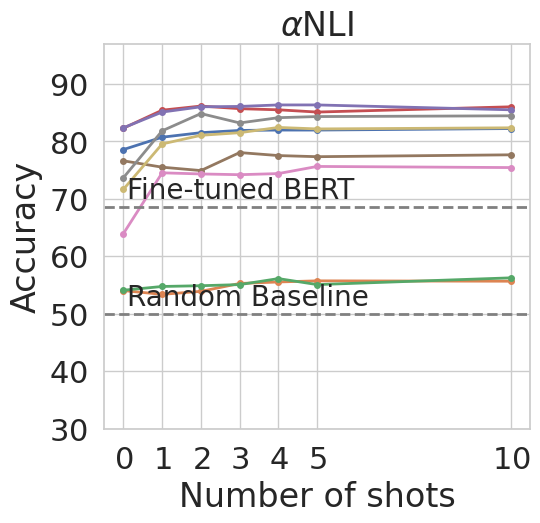 αNLI
Accuracy
90
80
70
60
50
40
30
Fine-tuned BERT
Random Baseline
0 1 2 3 4 5 10
Number of shots